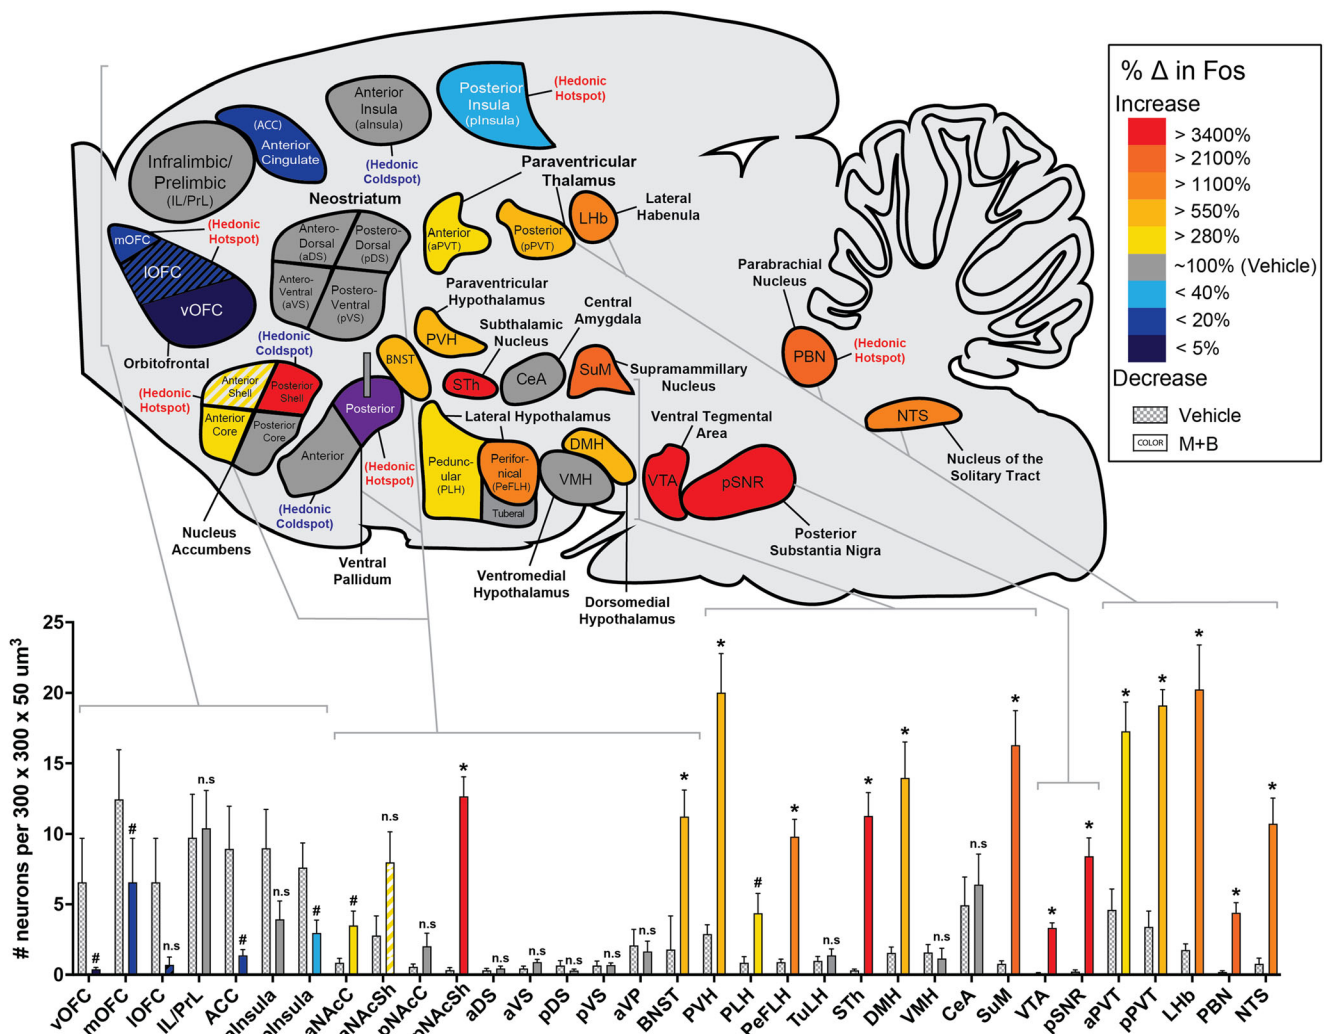 Posterior
Insula
(pInsula)
(Hedonic
Hotspot)
Anterior
Insula
(aInsula)
(Hedonic
Coldspot)
(ACC)
Anterior
Cingulate
Infralimbic/
Prelimbic
(IL/PrL)
Neostriatum
Antero-
Dorsal
(aDS)
Postero-
Dorsal
(pDS)
Antero-
Ventral
(aVS)
Postero-
Ventral
(pVS)
Paraventricular
Thalamus
Anterior
(aPVT)
Posterior
(pPVT)
LHb
Lateral
Habenula
(Hedonic
Hotspot)
mOFC
lOFC
vOFC
Orbitofrontal
Paraventricular
Hypothalamus
PVH
Subthalamic
Nucleus
STh
Central
Amygdala
CeA
SuM
Supramammillary
Nucleus
BNST
Parabrachial
Nucleus
PBN
(Hedonic
Hotspot)
NTS
Nucleus of the
Solitary Tract
(Hedonic
Coldspot)
(Hedonic
Hotspot)
Anterior
Shell
Posterior
Shell
Anterior
Core
Posterior
Core
Nucleus
Accumbens
Posterior
Anterior
(Hedonic
Hotspot)
(Hedonic
Coldspot)
Ventral
Pallidum
Lateral Hypothalamus
Pedunc-
cular
(PLH)
Perifor-
nical
(PeFLH)
Tuberal
DMH
VMH
Ventromedial
Hypothalamus
Dorsomedial
Hypothalamus
Ventral Tegmental
Area
VTA
pSNR
Posterior
Substantia Nigra
% Δ in Fos
Increase
> 3400%
> 2100%
> 1100%
> 550%
> 280%
~100% (Vehicle)
< 40%
< 20%
< 5%
Decrease
Vehicle
COLOR M+B
# neurons per 300 x 300 x 50 um³
25
20
15
10
5
0
# # n.s n.s # n.s # # n.s n.s * n.s n.s n.s n.s n.s * * # * n.s * * n.s n.s * * * * * * * *
vOFC mOFC lOFC IL/PrL ACC aInsula pInsula aNAcC aNAcSh pNAcC pNAcSh aDS aVS pDS pVS aVP BNST PVH PLH PeFLH TuLH STh DMH VMH CeA SuM VTA pSNR aPVT pPVT LHb PBN NTS